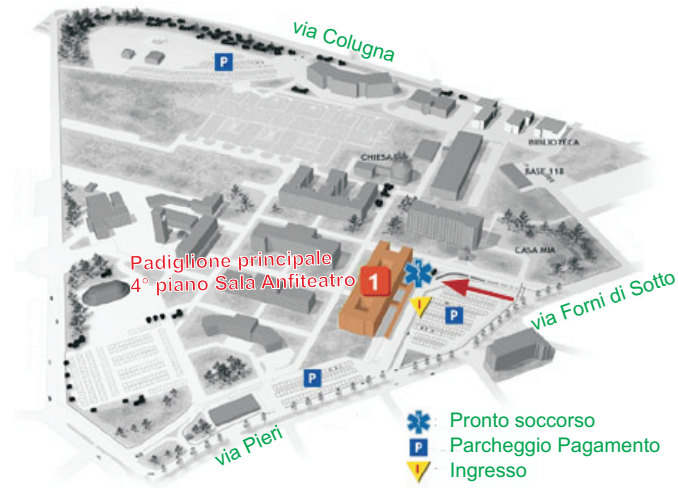 via Colugna
P
BIBLIOTECA
CHIESA
BASE 118
CASA MIA
Padiglione principale
4° piano Sala Anfiteatro
1
I
P
via Forni di Sotto
P
via Pieri
Pronto soccorso
P Parcheggio Pagamento
I Ingresso